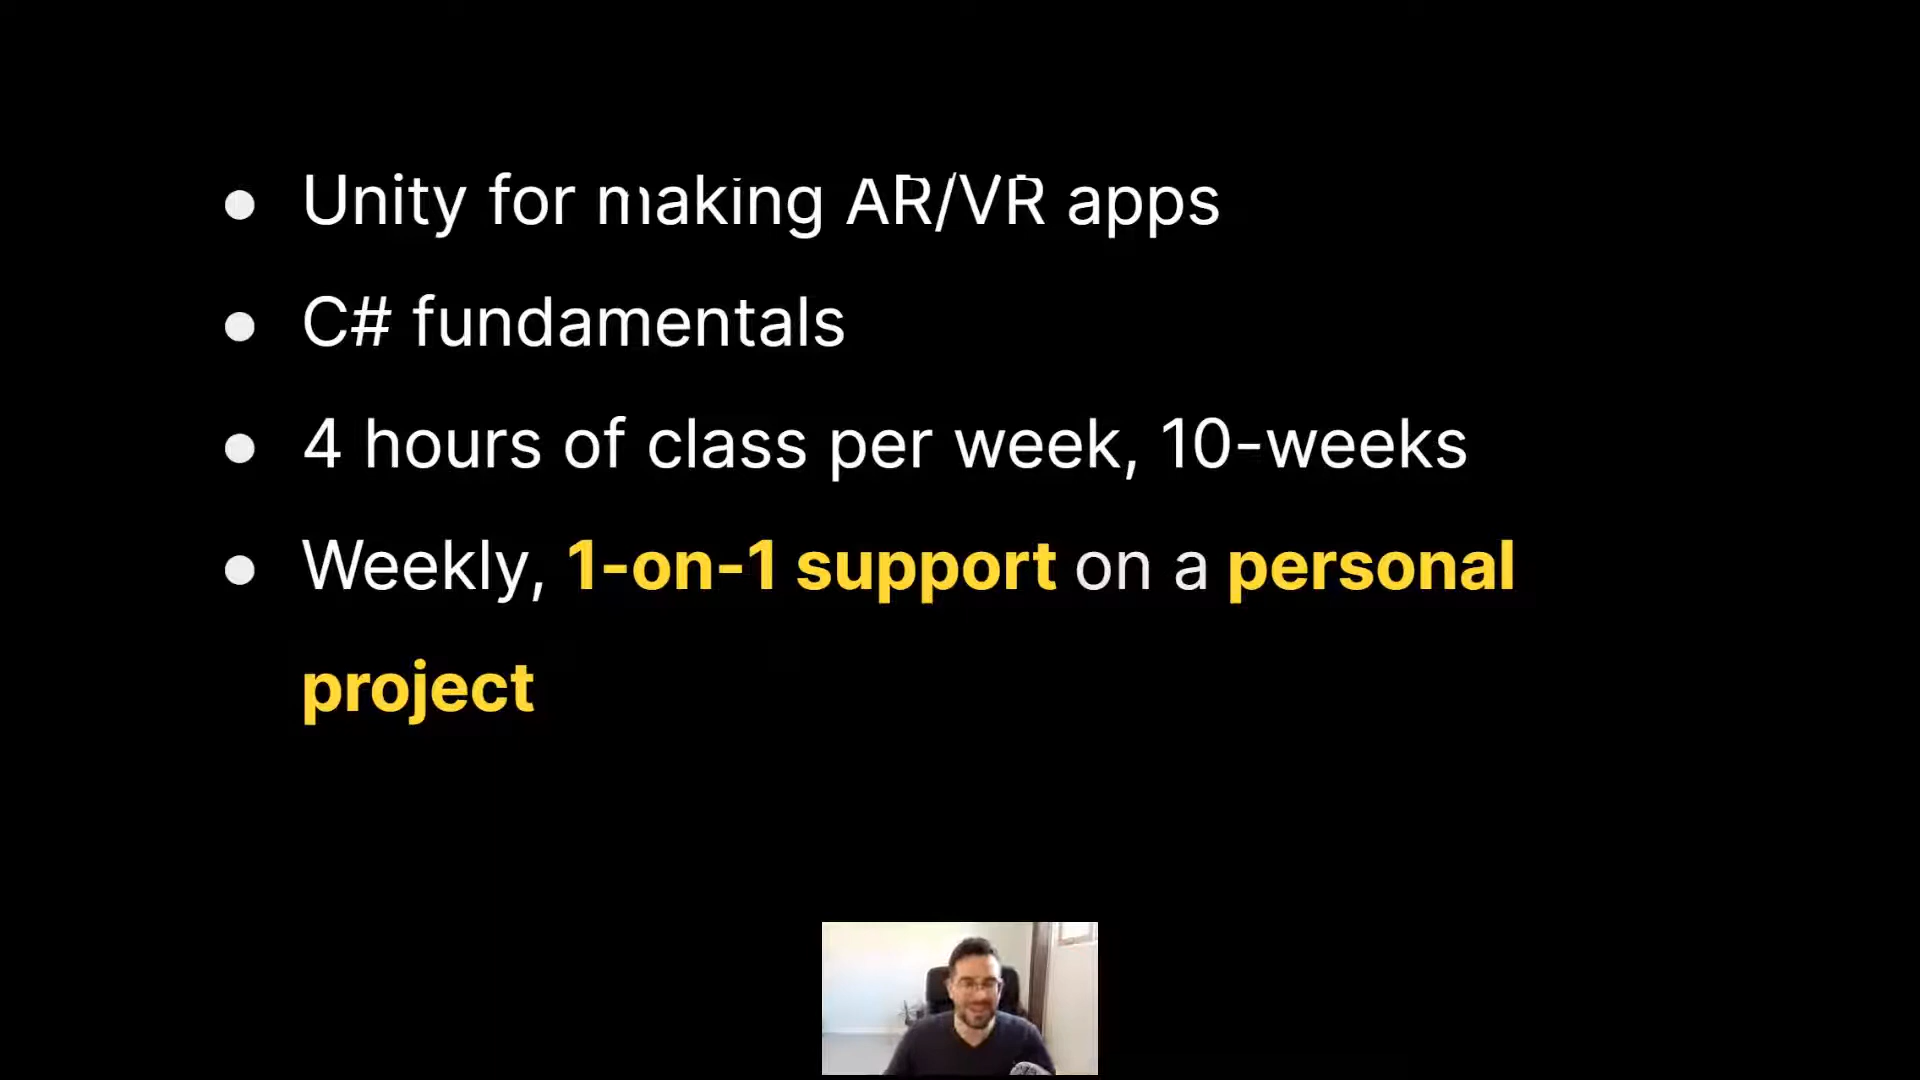 ● Unity for making AR/VR apps
● C# fundamentals
● 4 hours of class per week, 10-weeks
● Weekly, 1-on-1 support on a personal
project